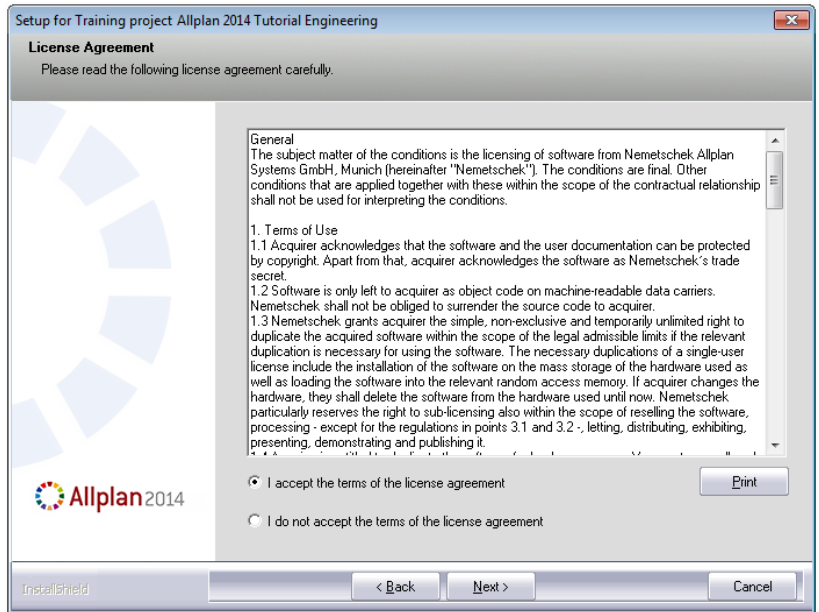 Setup for Training project Allplan 2014 Tutorial Engineering
License Agreement
Please read the following license agreement carefully.
General
The subject matter of the conditions is the licensing of software from Nemetschek Allplan
Systems GmbH, Munich (hereinafter "Nemetschek"). The conditions are final. Other
conditions that are applied together with these within the scope of the contractual relationship
shall not be used for interpreting the conditions.
1. Terms of Use
1.1 Acquirer acknowledges that the software and the user documentation can be protected
by copyright. Apart from that, acquirer acknowledges the software as Nemetschek´s trade
secret.
1.2 Software is only left to acquirer as object code on machine-readable data carriers.
Nemetschek shall not be obliged to surrender the source code to acquirer.
1.3 Nemetschek grants acquirer the simple, non-exclusive and temporarily unlimited right to
duplicate the acquired software within the scope of the legal admissible limits if the relevant
duplication is necessary for using the software. The necessary duplications of a single-user
license include the installation of the software on the mass storage of the hardware used as
well as loading the software into the relevant random access memory. If acquirer changes the
hardware, they shall delete the software from the hardware used until now. Nemetschek
particularly reserves the right to sub-licensing also within the scope of reselling the software,
processing - except for the regulations in points 3.1 and 3.2 -, letting, distributing, exhibiting,
presenting, demonstrating and publishing it.
I accept the terms of the license agreement
Print
I do not accept the terms of the license agreement
Allplan 2014
InstallShield
< Back
Next >
Cancel